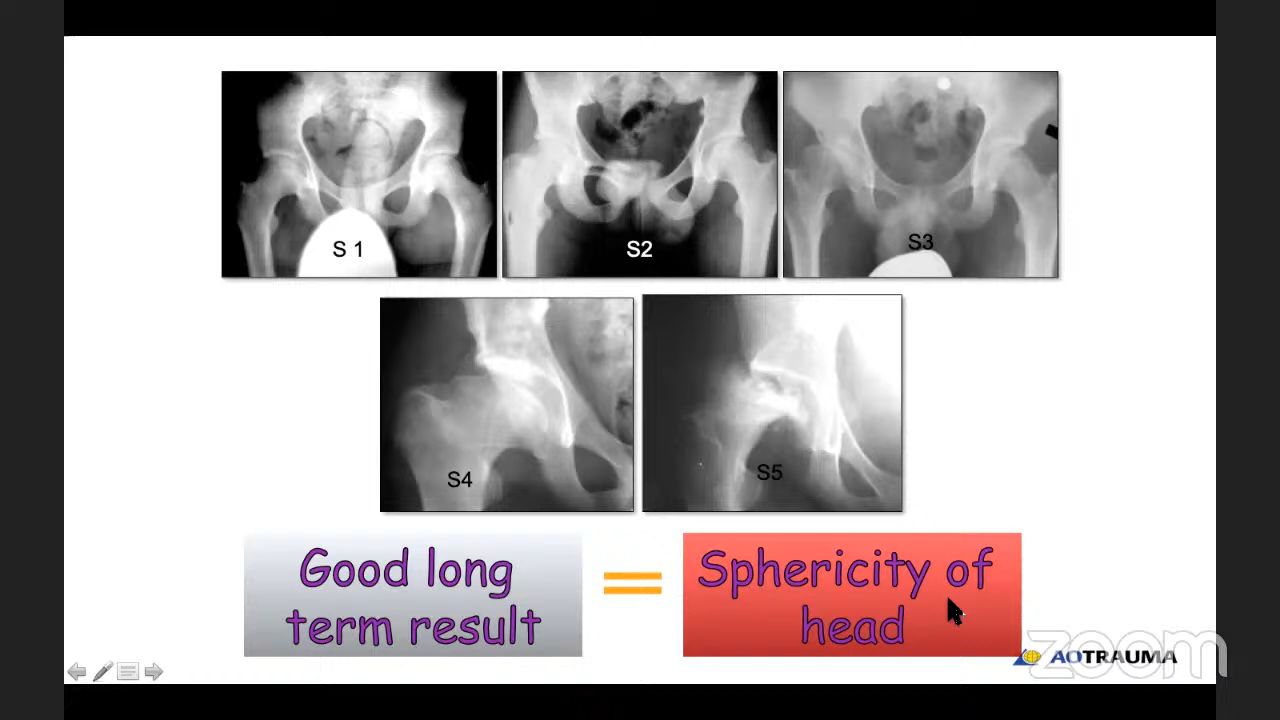 S 1
S2
S3
S4
S5
Good long
term result
=
Sphericity of
head
zoom
AOTRAUMA